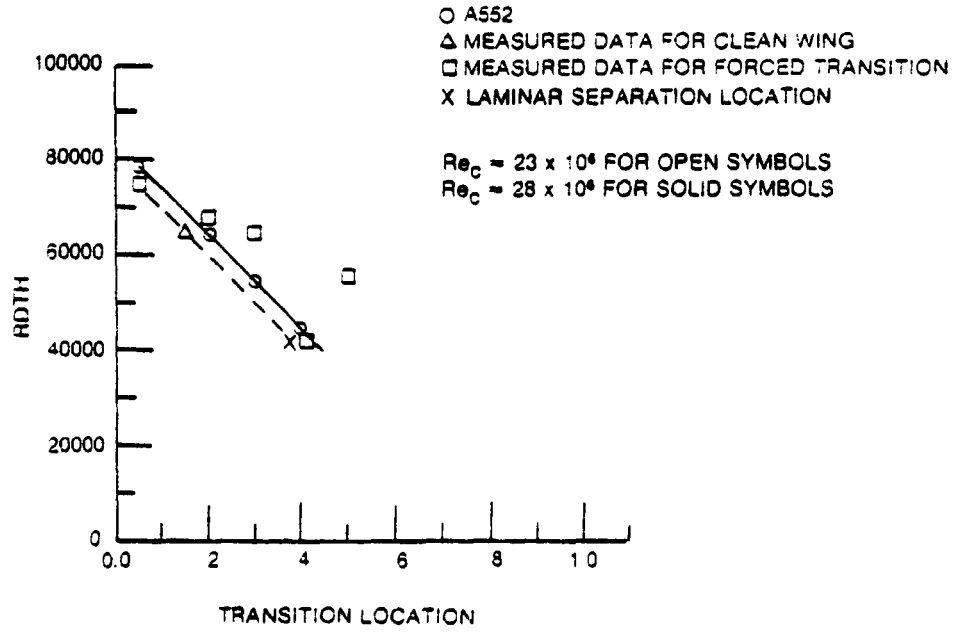 ○ A552
△ MEASURED DATA FOR CLEAN WING
□ MEASURED DATA FOR FORCED TRANSITION
X LAMINAR SEPARATION LOCATION
Re_C = 23 x 10⁶ FOR OPEN SYMBOLS
Re_C = 28 x 10⁶ FOR SOLID SYMBOLS
100000
80000
60000
40000
20000
0
RDTH
0.0 2 4 6 8 1.0
TRANSITION LOCATION